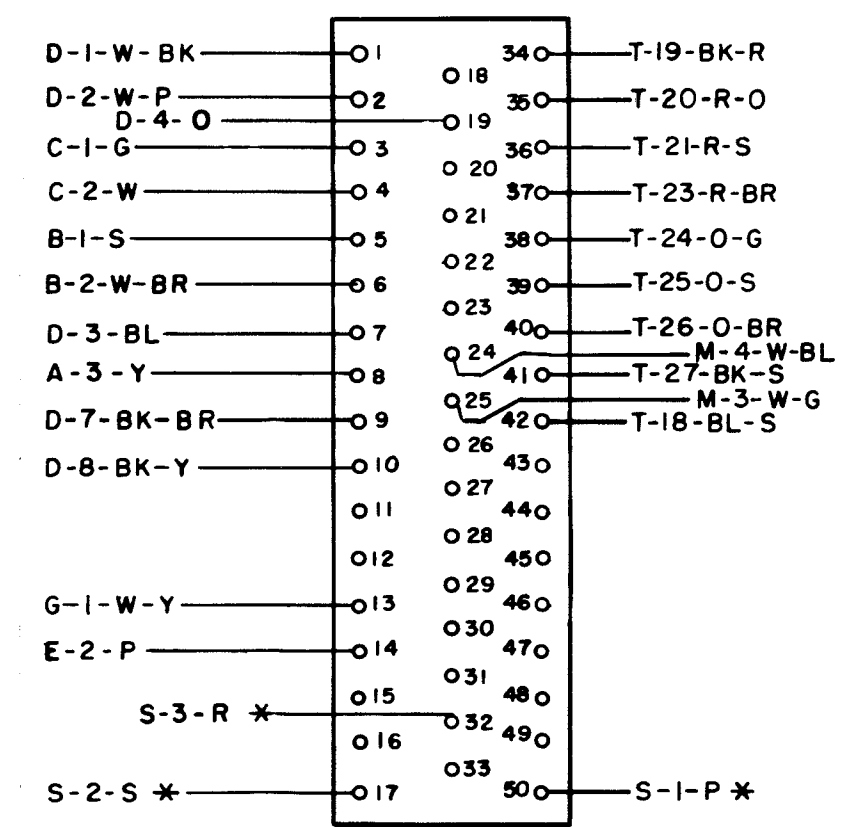 D-1-W-BK 1 34 T-19-BK-R
18
D-2-W-P 2 35 T-20-R-O
D-4-O 19
C-1-G 3 36 T-21-R-S
20
C-2-W 4 37 T-23-R-BR
21
B-1-S 5 38 T-24-O-G
22
B-2-W-BR 6 39 T-25-O-S
23
D-3-BL 7 40 T-26-O-BR
24 M-4-W-BL
A-3-Y 8 41 T-27-BK-S
25 M-3-W-G
D-7-BK-BR 9 42 T-18-BL-S
26
D-8-BK-Y 10 43
27
11 44
28
12 45
29
G-1-W-Y 13 46
30
E-2-P 14 47
31
15 48
S-3-R * 32
16 49
33
S-2-S * 17 50 S-1-P *